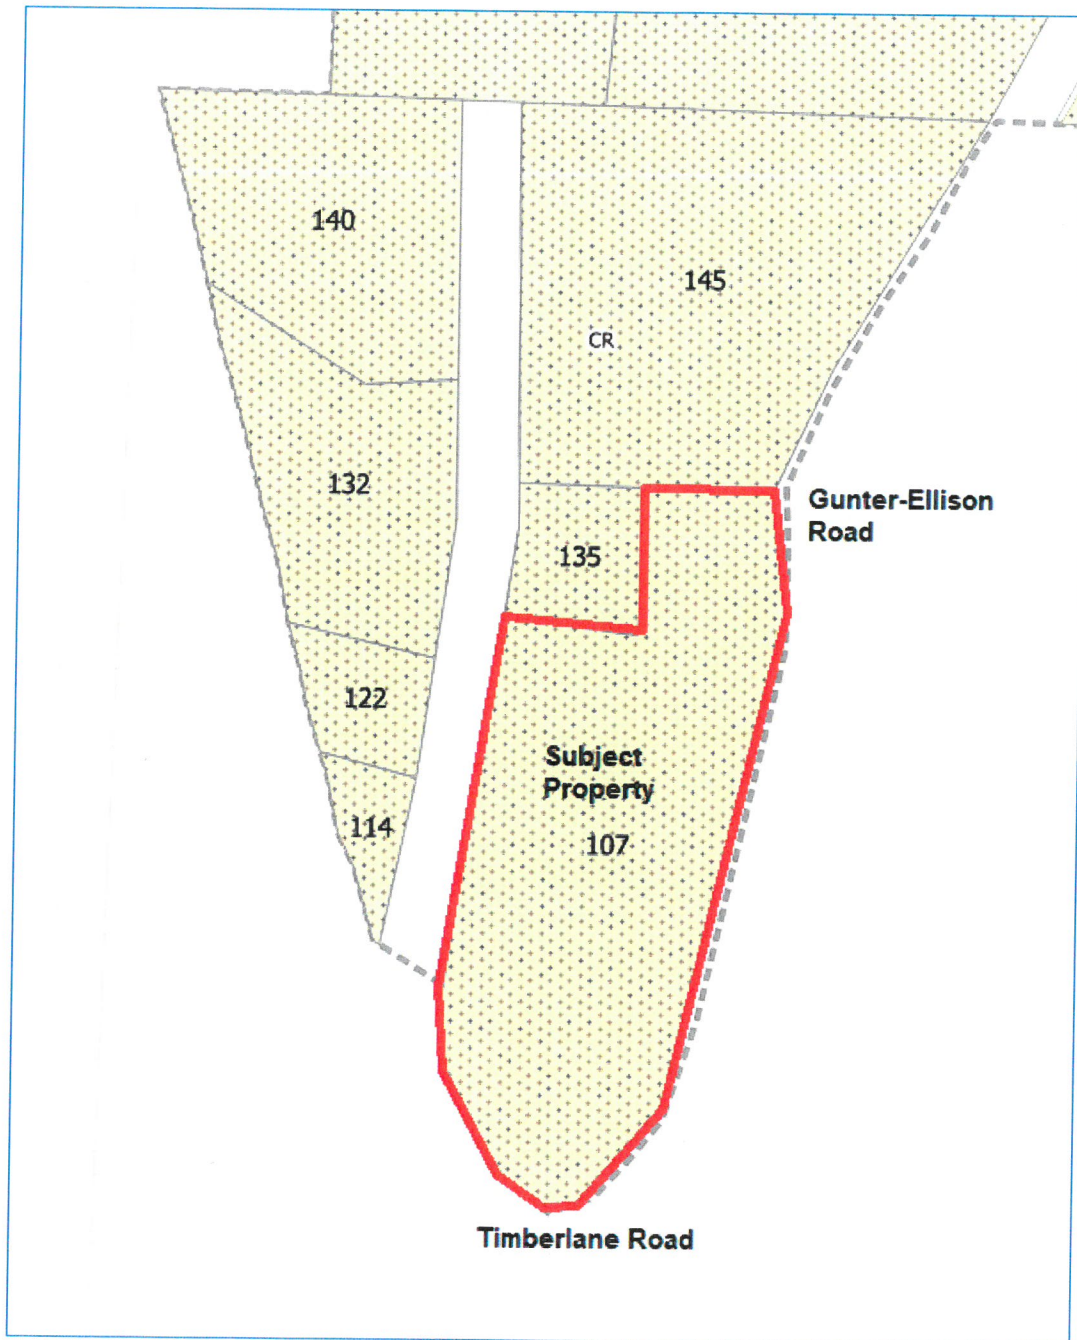 140
145
CR
132
Gunter-Ellison
Road
135
122
Subject
Property
114
107
Timberlane Road